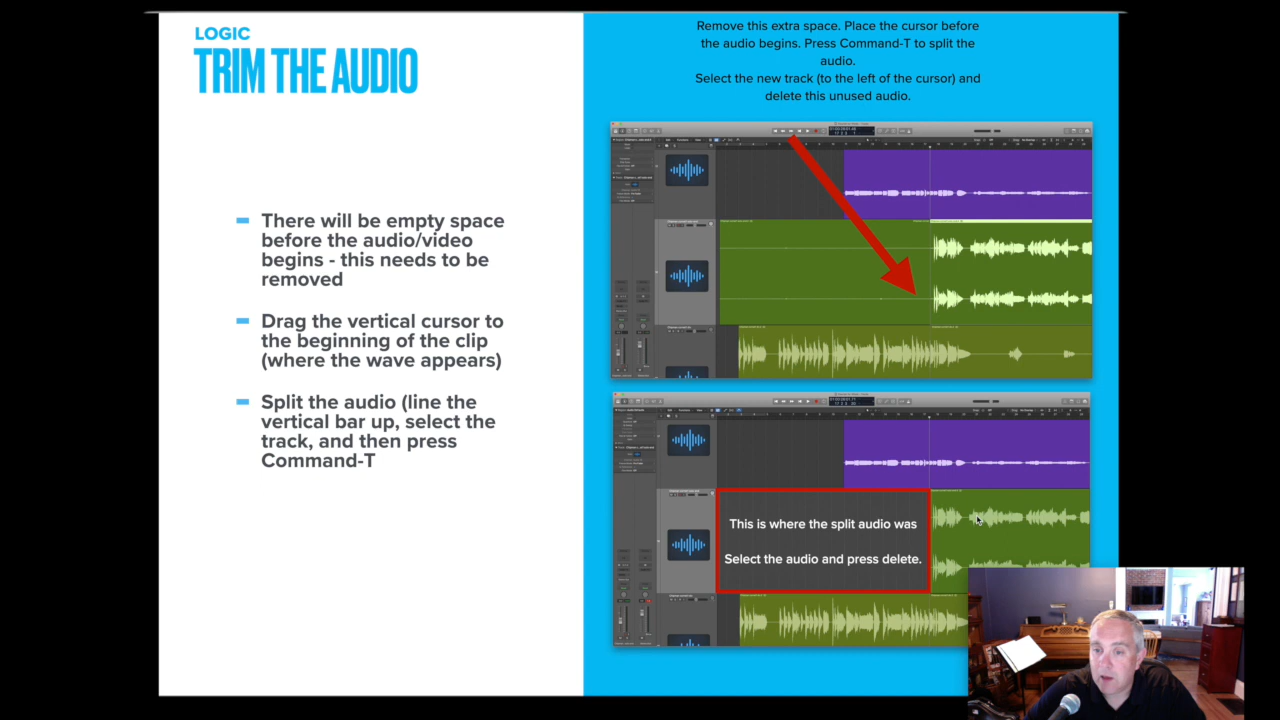 LOGIC
TRIM THE AUDIO
There will be empty space
before the audio/video
begins - this needs to be
removed
Drag the vertical cursor to
the beginning of the clip
(where the wave appears)
Split the audio (line the
vertical bar up, select the
track, and then press
Command-T
Remove this extra space. Place the cursor before
the audio begins. Press Command-T to split the
audio.
Select the new track (to the left of the cursor) and
delete this unused audio.
This is where the split audio was
Select the audio and press delete.